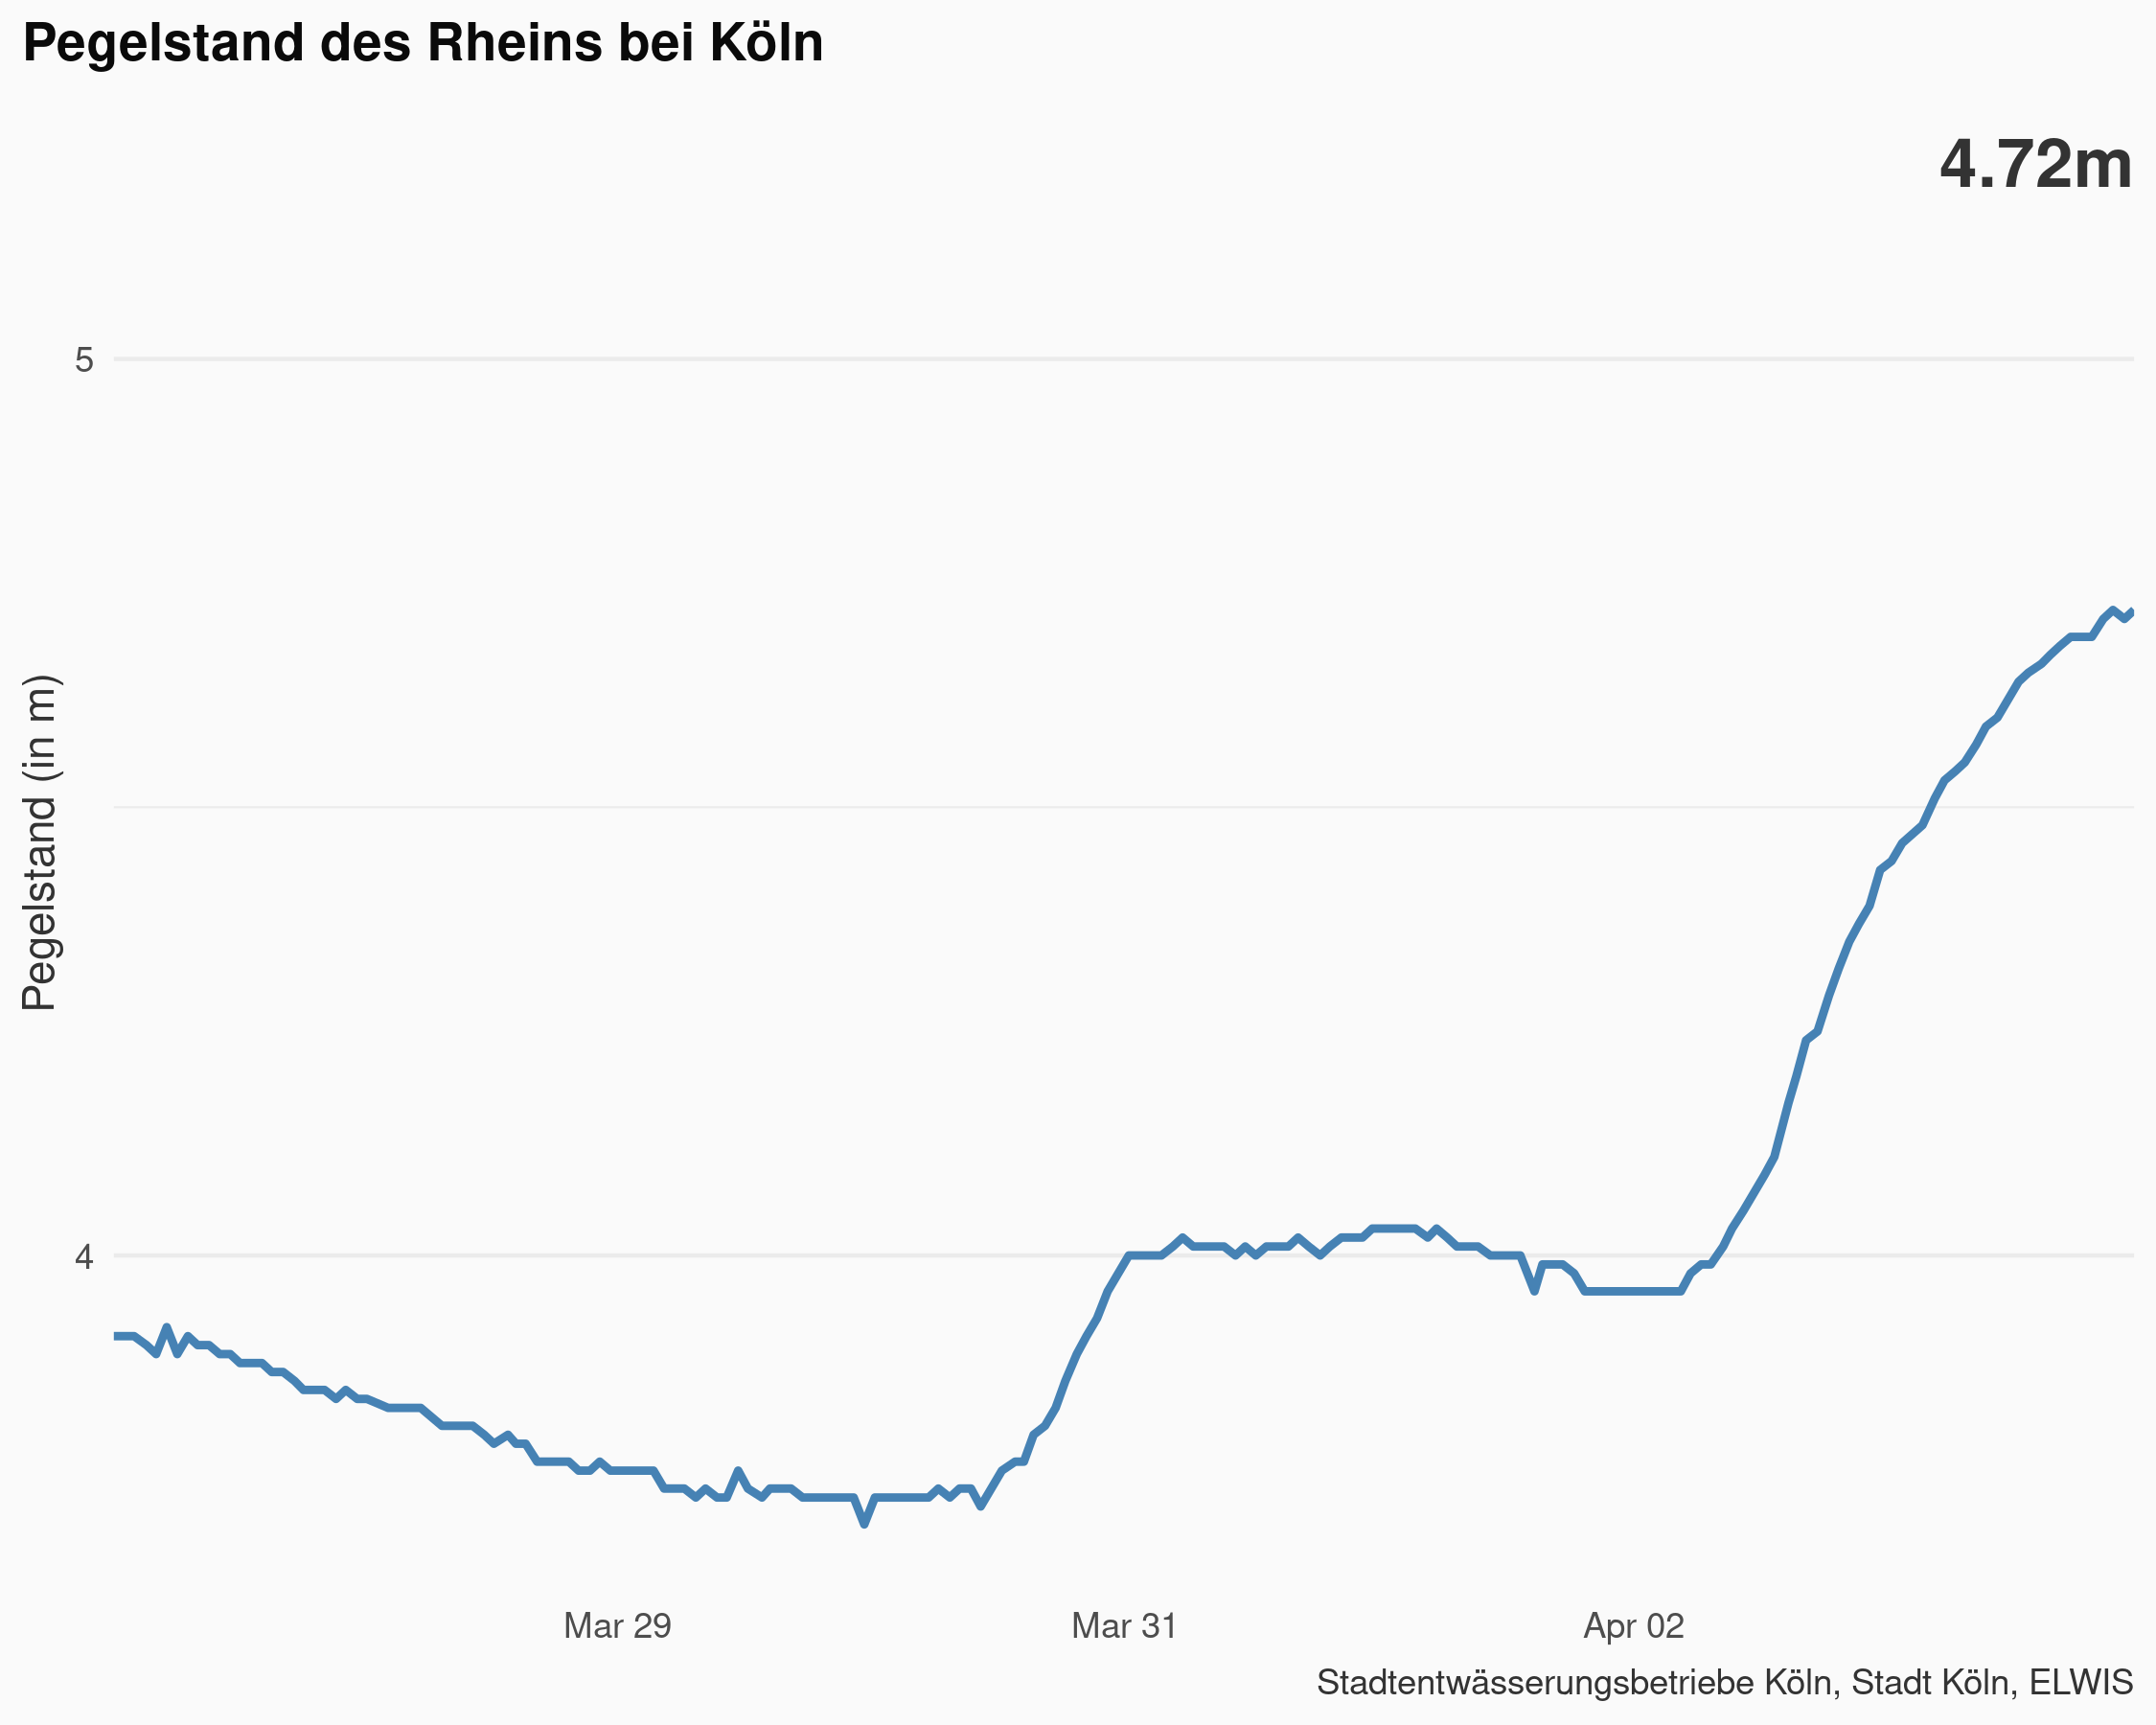 Pegelstand des Rheins bei Köln
4.72m
5
Pegelstand (in m)
4
Mar 29
Mar 31
Apr 02
Stadtentwässerungsbetriebe Köln, Stadt Köln, ELWIS